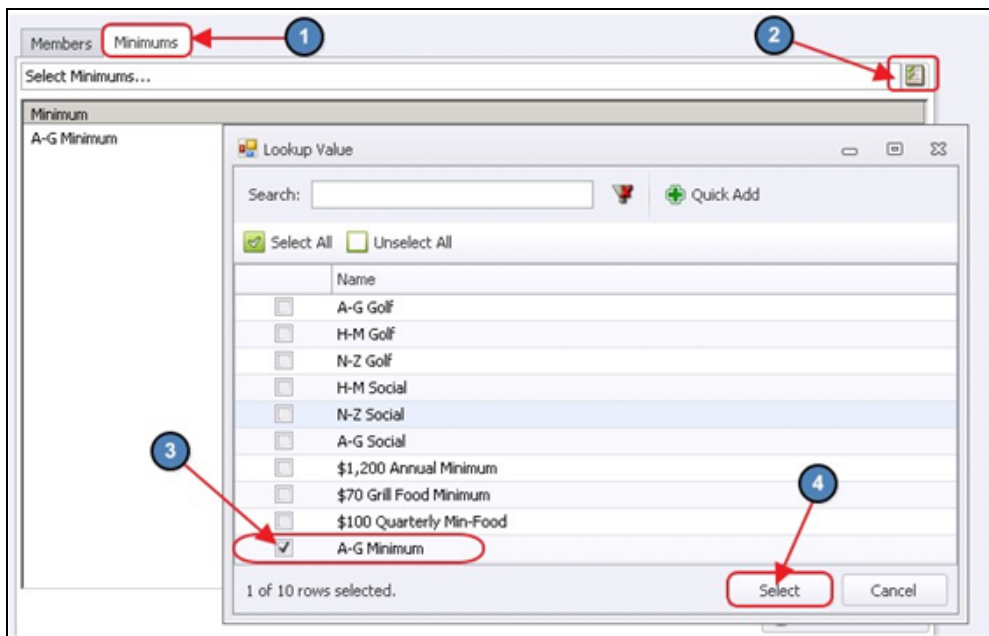 Members Minimums 1 2
Select Minimums...
Minimum
A-G Minimum
Lookup Value
Search: Quick Add
Select All Unselect All
Name
A-G Golf
H-M Golf
N-Z Golf
H-M Social
N-Z Social
A-G Social
3
$1,200 Annual Minimum
$70 Grill Food Minimum
4
$100 Quarterly Min-Food
A-G Minimum
1 of 10 rows selected. Select Cancel